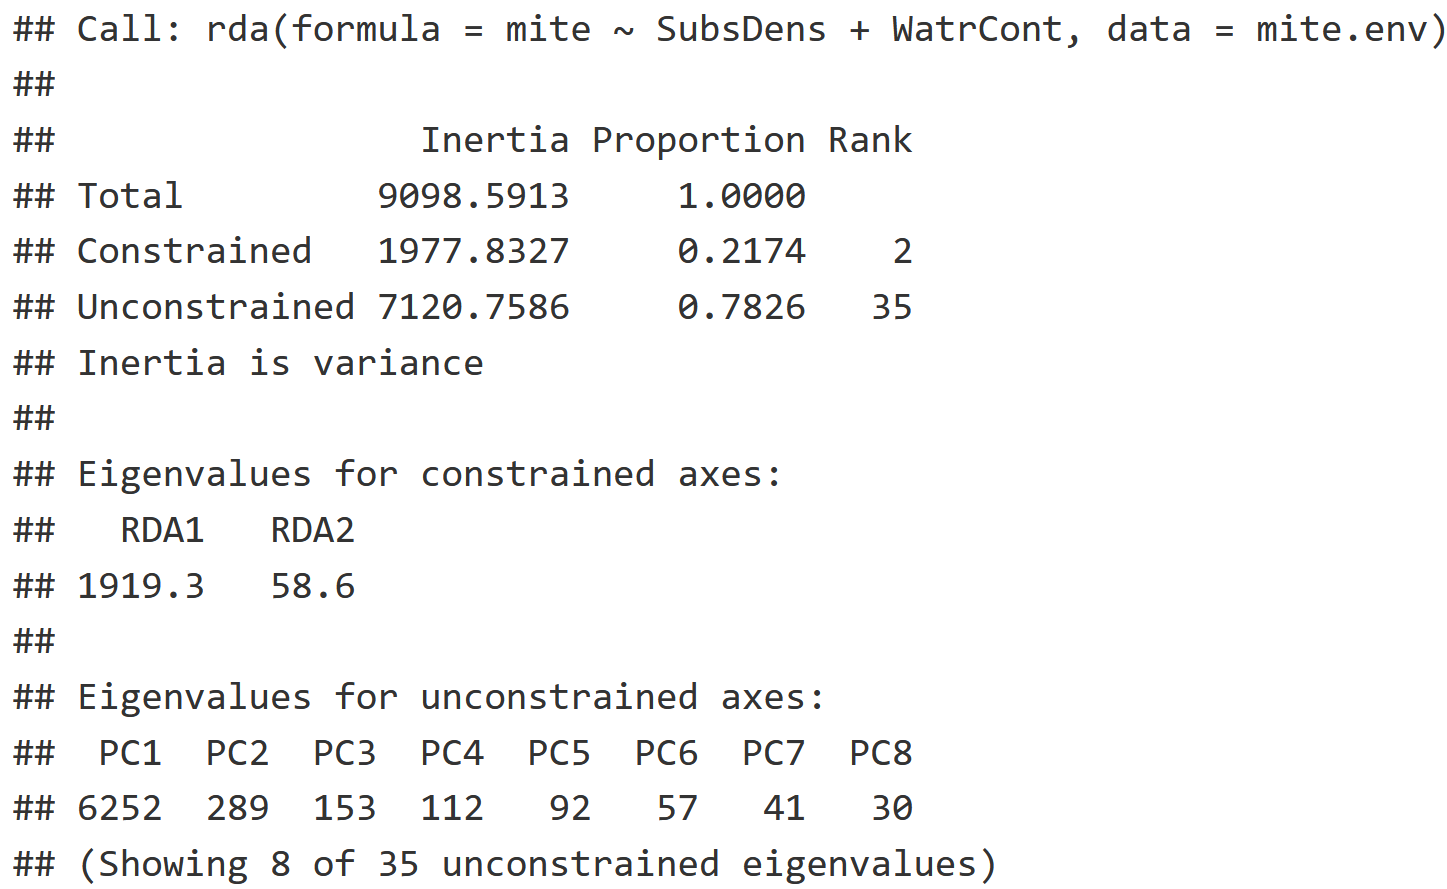 ## Call: rda(formula = mite ~ SubsDens + WatrCont, data = mite.env)
##
##                 Inertia Proportion Rank
## Total         9098.5913     1.0000
## Constrained   1977.8327     0.2174    2
## Unconstrained 7120.7586     0.7826   35
## Inertia is variance
##
## Eigenvalues for constrained axes:
##   RDA1   RDA2
## 1919.3   58.6
##
## Eigenvalues for unconstrained axes:
##  PC1  PC2  PC3  PC4  PC5  PC6  PC7  PC8
## 6252  289  153  112   92   57   41   30
## (Showing 8 of 35 unconstrained eigenvalues)